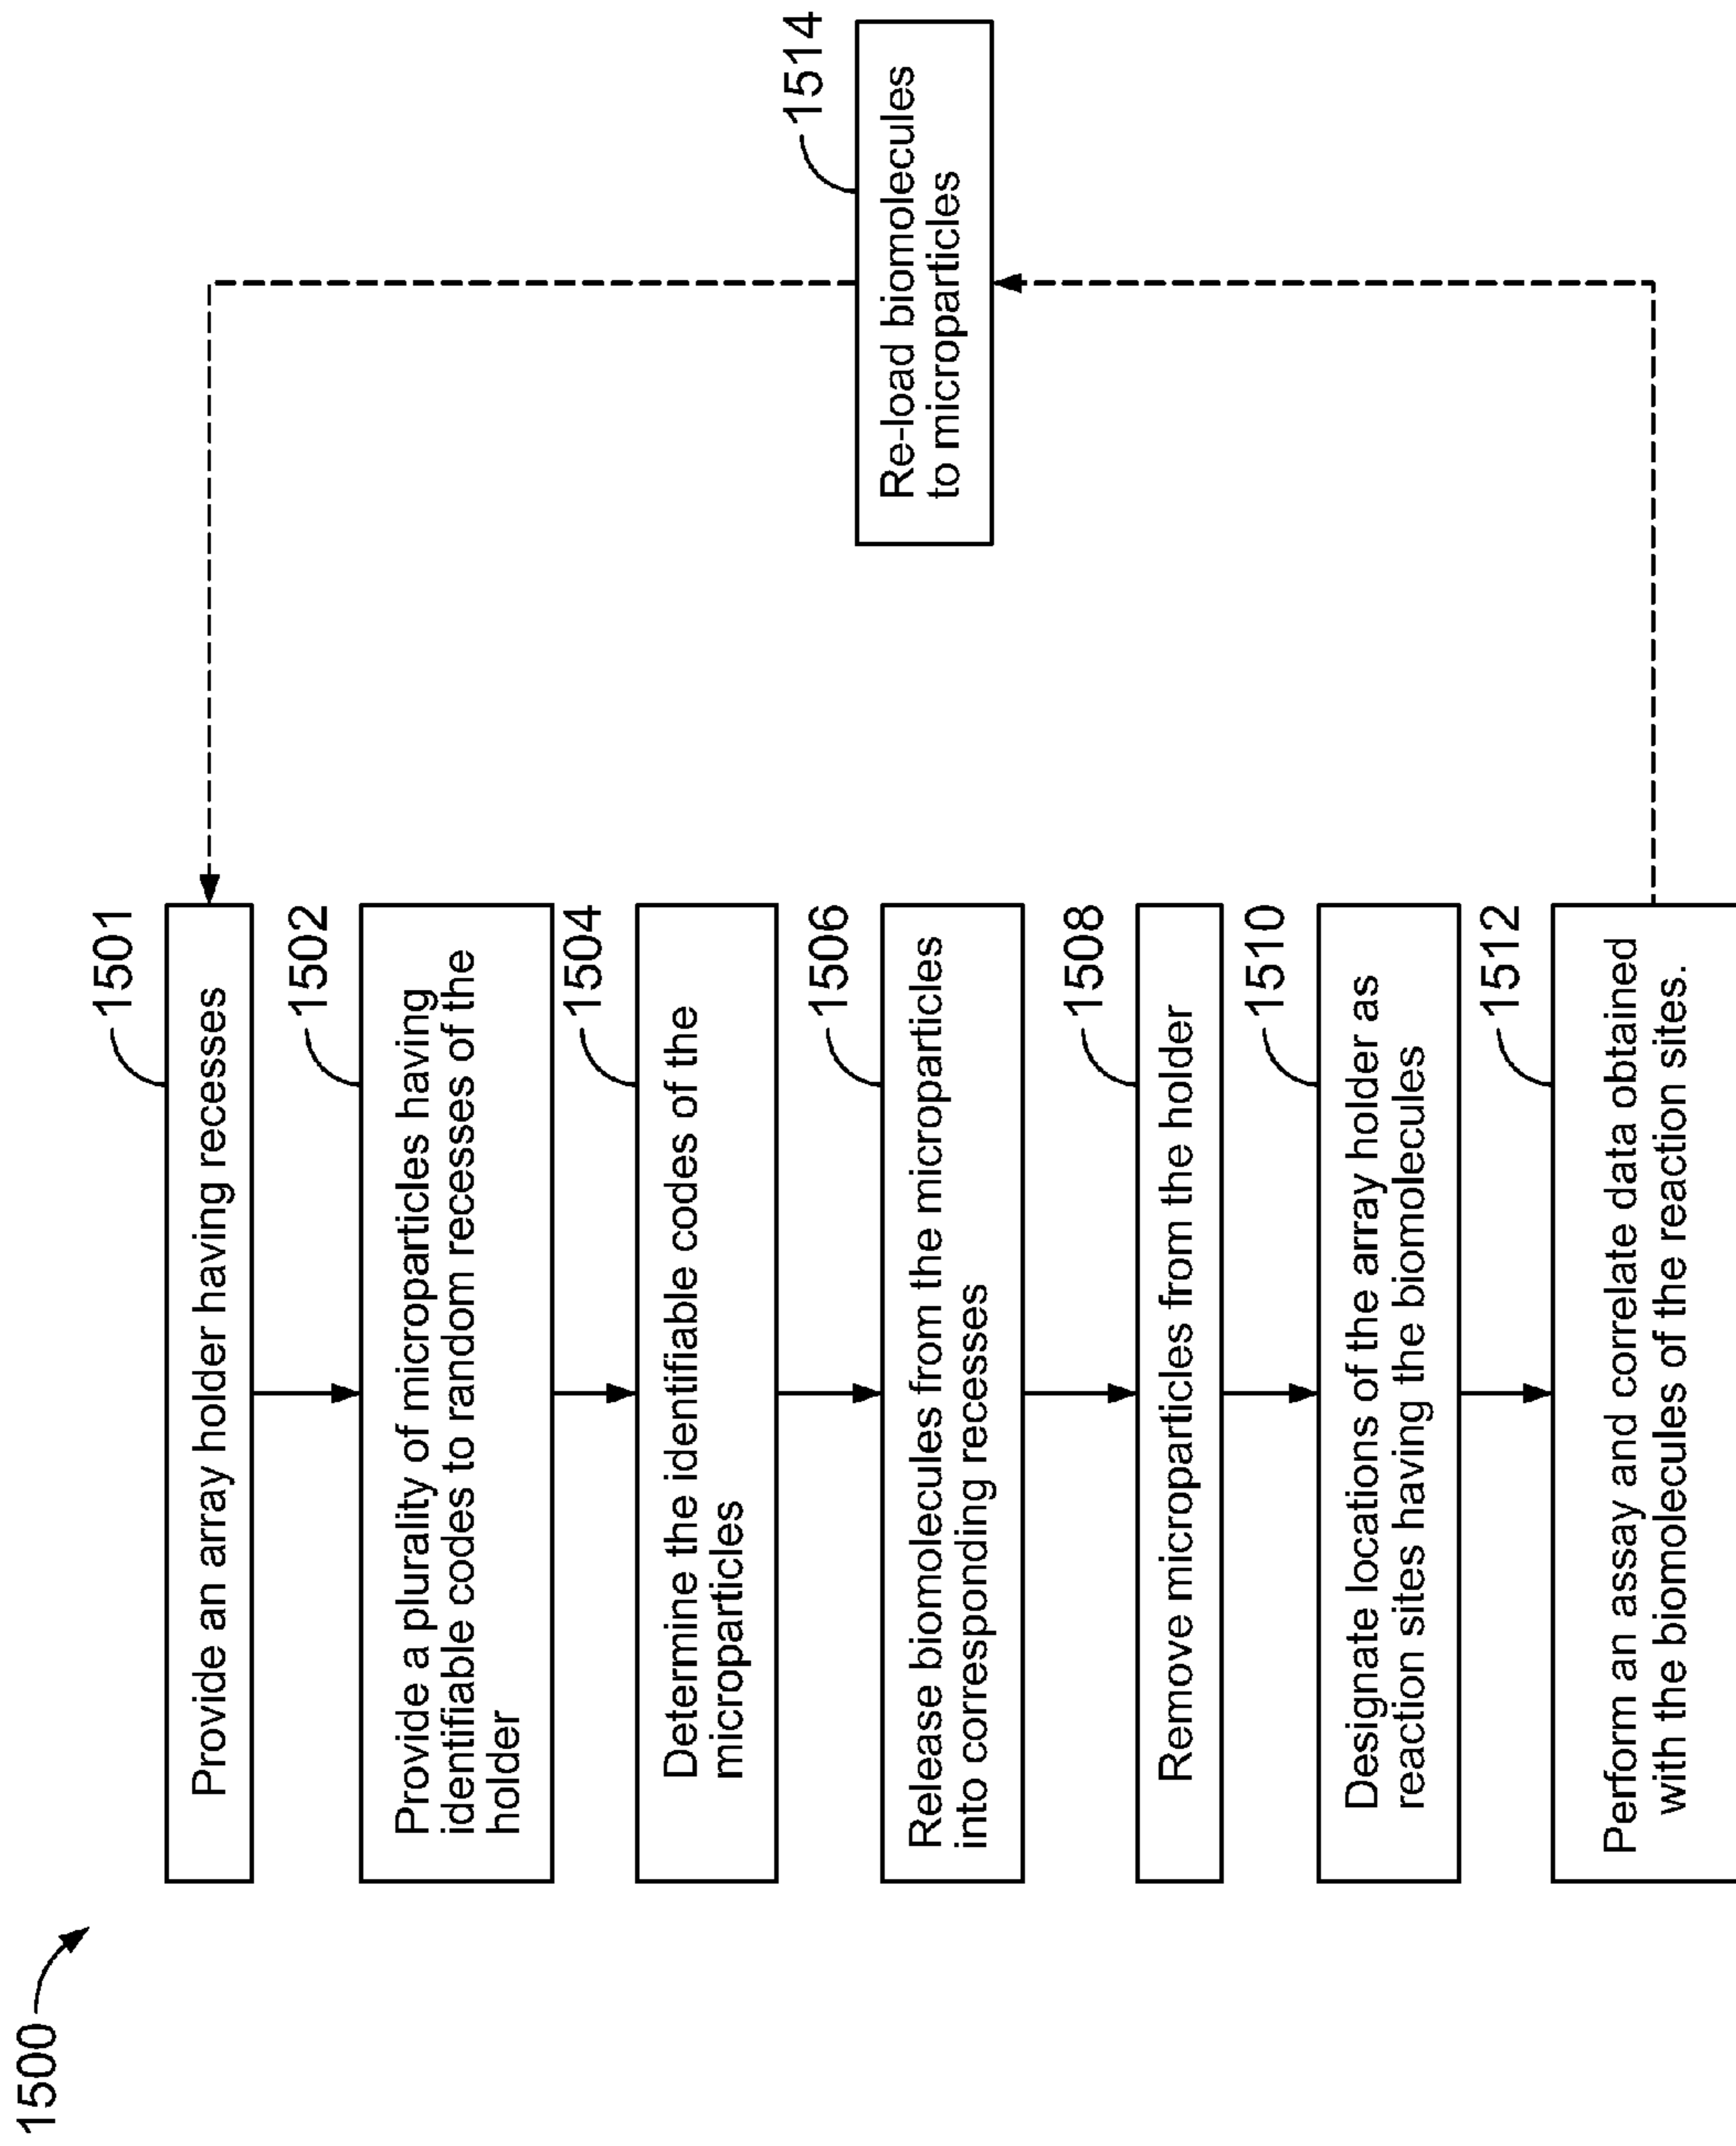 1500
1501
Provide an array holder having recesses
1502
Provide a plurality of microparticles having
identifiable codes to random recesses of the
holder
1504
Determine the identifiable codes of the
microparticles
1506
Release biomolecules from the microparticles
into corresponding recesses
1508
Remove microparticles from the holder
1510
Designate locations of the array holder as
reaction sites having the biomolecules
1512
Perform an assay and correlate data obtained
with the biomolecules of the reaction sites.
1514
Re-load biomolecules
to microparticles